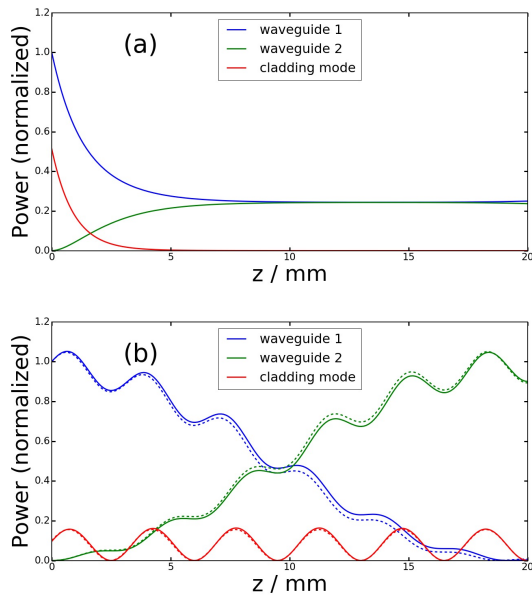 1.2
(a)
waveguide 1
waveguide 2
cladding mode
1.0
0.8
0.6
0.4
0.2
0.0
Power (normalized)
0 5 10 15 20
z / mm
1.2
(b)
waveguide 1
waveguide 2
cladding mode
1.0
0.8
0.6
0.4
0.2
0.0
Power (normalized)
0 5 10 15 20
z / mm